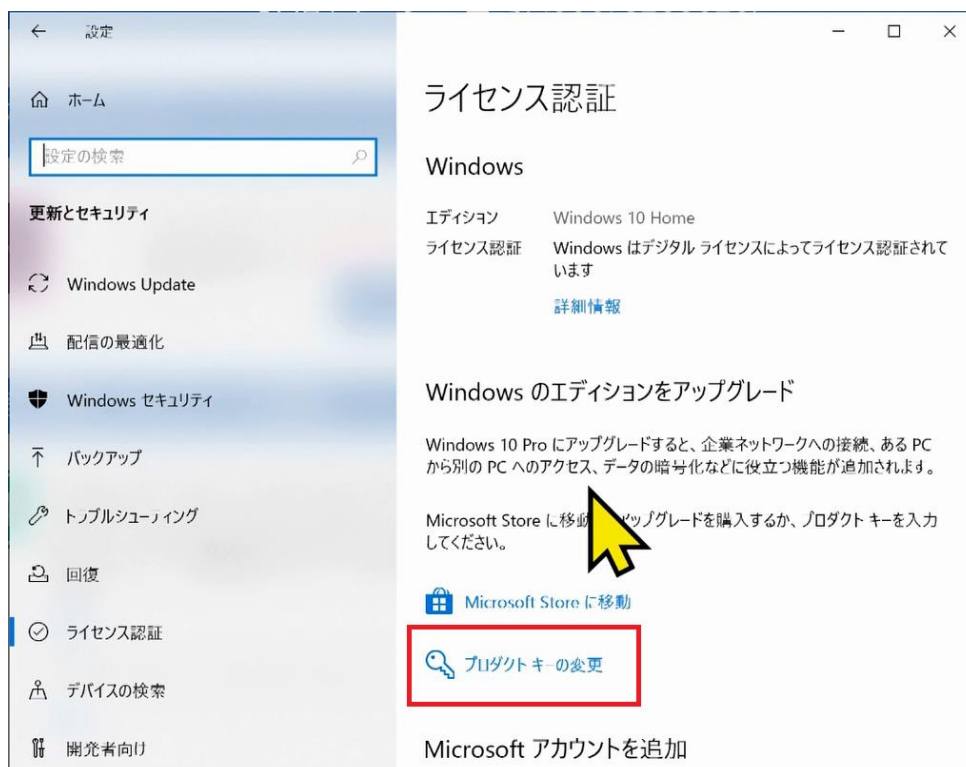 設定
ホーム
設定の検索
更新とセキュリティ
Windows Update
配信の最適化
Windows セキュリティ
バックアップ
トラブルシューティング
回復
ライセンス認証
デバイスの検索
開発者向け
ライセンス認証
Windows
エディション Windows 10 Home
ライセンス認証 Windows はデジタル ライセンスによってライセンス認証されて
います
詳細情報
Windows のエディションをアップグレード
Windows 10 Pro にアップグレードすると、企業ネットワークへの接続、ある PC
から別の PC へのアクセス、データの暗号化などに役立つ機能が追加されます。
Microsoft Store に移動 アップグレードを購入するか、プロダクト キーを入力
してください。
Microsoft Store に移動
プロダクト キーの変更
Microsoft アカウントを追加